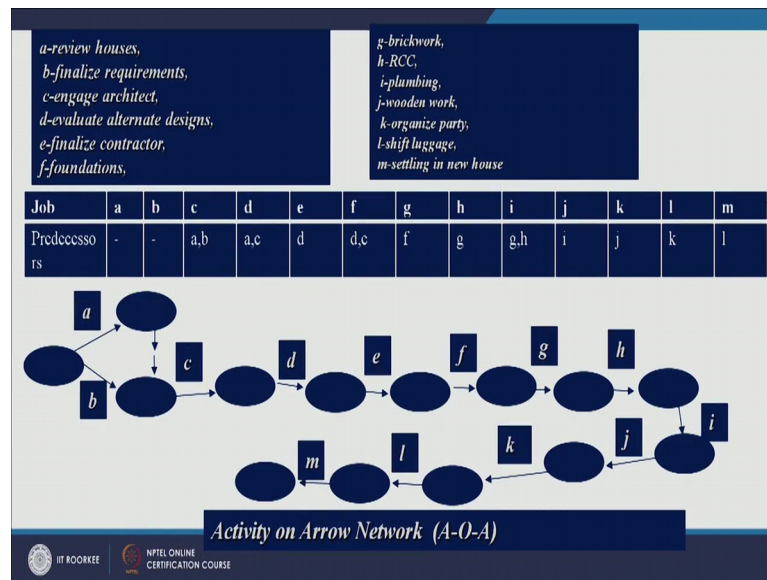 a-review houses,
b-finalize requirements,
c-engage architect,
d-evaluate alternate designs,
e-finalize contractor,
f-foundations,
g-brickwork,
h-RCC,
i-plumbing,
j-wooden work,
k-organize party,
l-shift luggage,
m-settling in new house
Job a b c d e f g h i j k l m
Predecesso - - a,b a,c d d,e f g g,h i j k l
rs
a
b
c
d
e
f
g
h
i
j
k
l
m
Activity on Arrow Network (A-O-A)
IIT ROORKEE
NPTEL ONLINE
CERTIFICATION COURSE